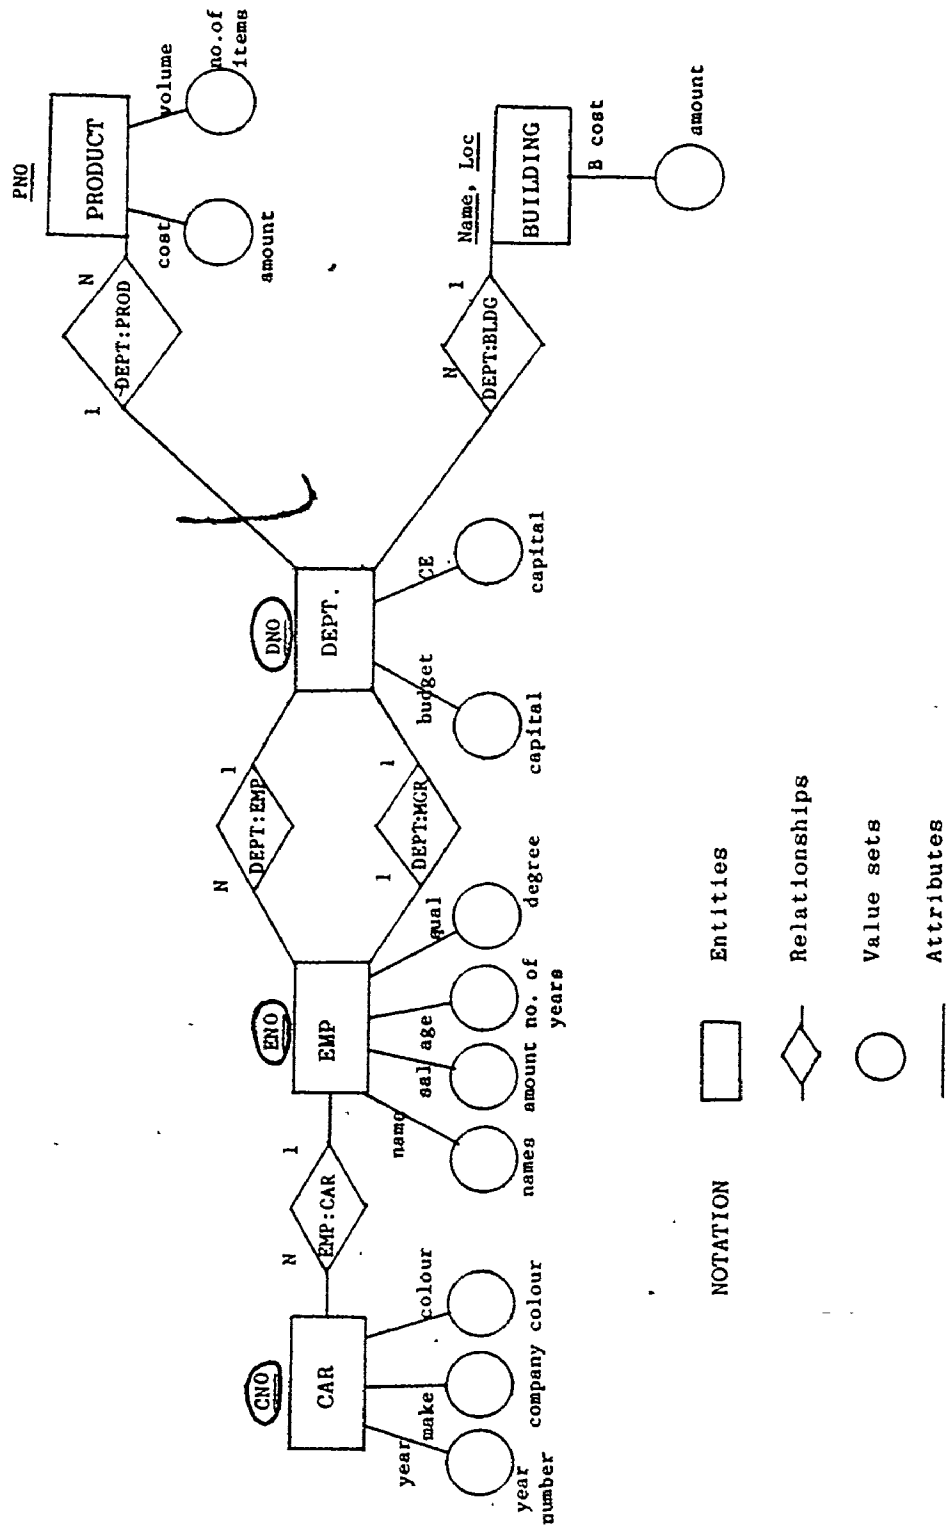 PNO
PRODUCT
cost
volume
amount
no.of
items
N
DEPT:PROD
1
Name, Loc
BUILDING
B cost
amount
1
DEPT:BLDG
N
DNO
DEPT.
budget
CE
capital
capital
1
DEPT:EMP
N
1
DEPT:MGR
1
ENO
EMP
name
sal
age
qual
names
amount
no. of
years
degree
1
EMP:CAR
N
CNO
CAR
year
make
colour
year
number
company
colour
NOTATION
Entities
Relationships
Value sets
Attributes